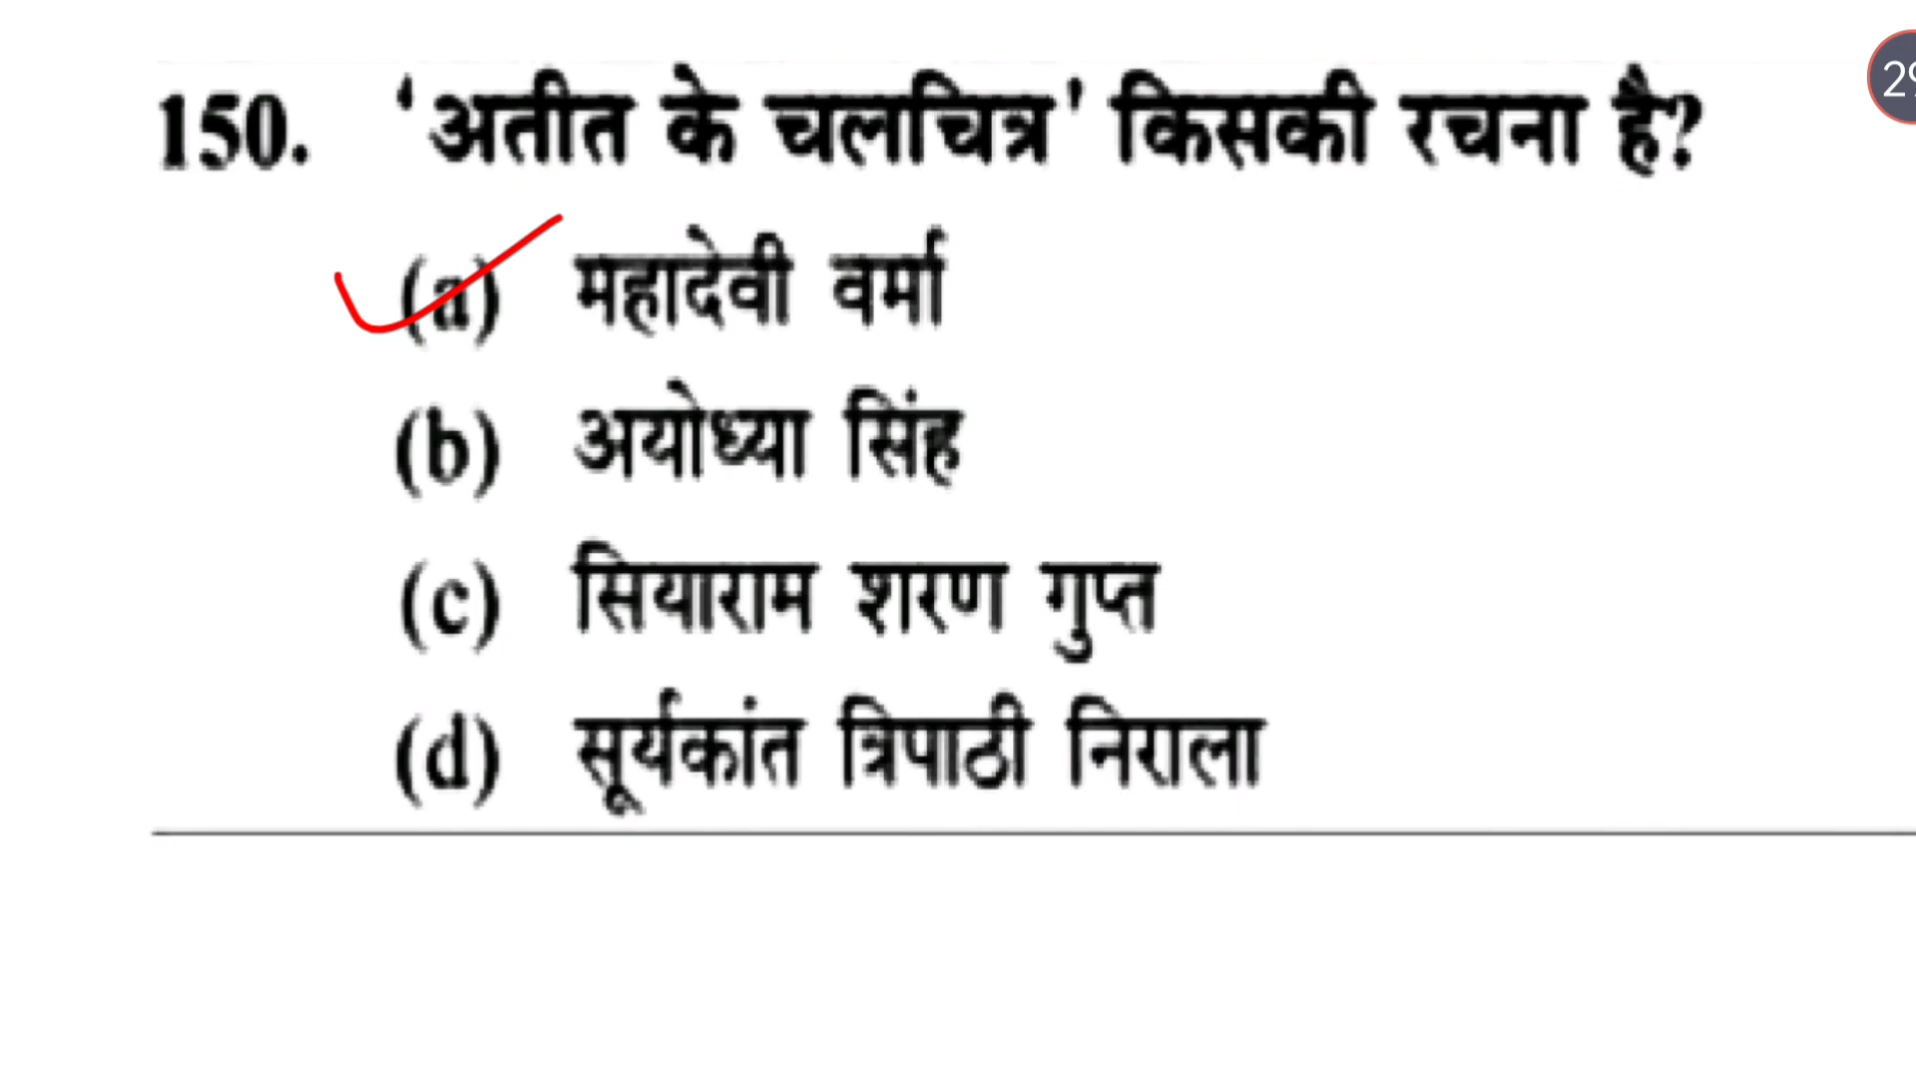 150. 'अतीत के चलचित्र' किसकी रचना है?
(a) महादेवी वर्मा
(b) अयोध्या सिंह
(c) सियाराम शरण गुप्त
(d) सूर्यकांत त्रिपाठी निराला